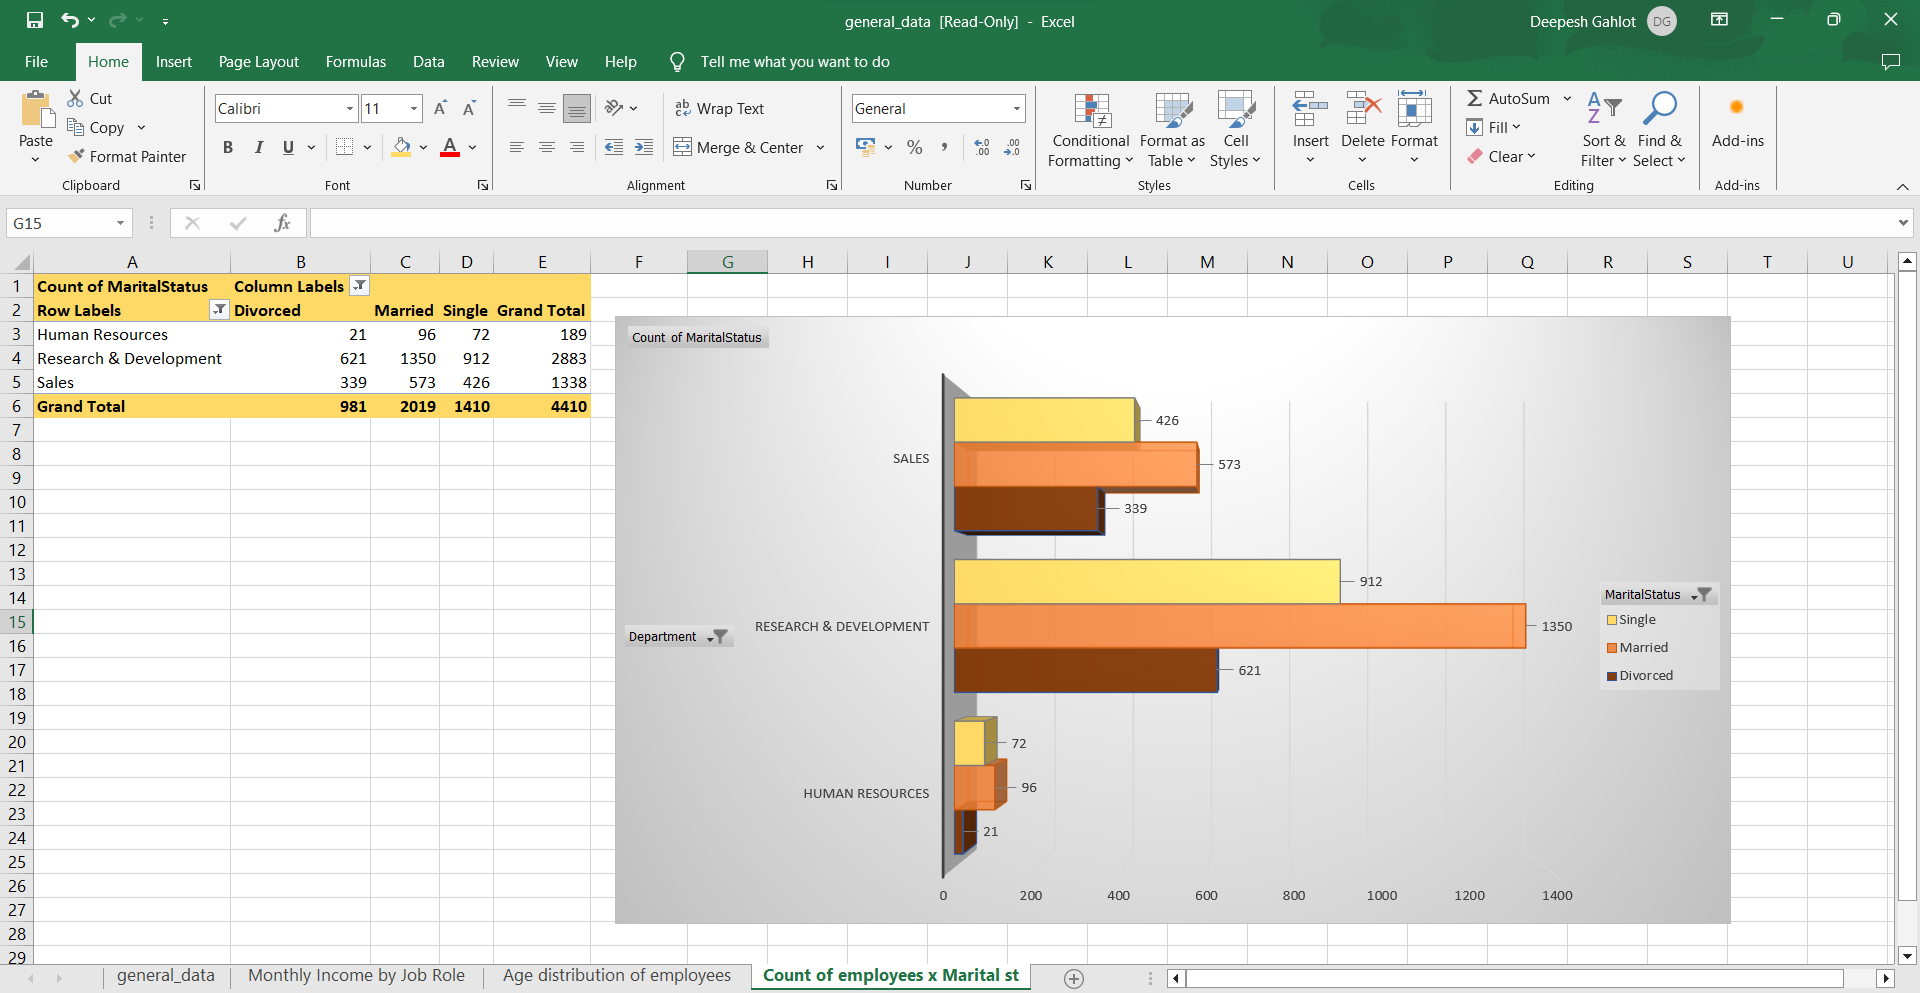 general_data [Read-Only] - Excel
Deepesh Gahlot DG
File Home Insert Page Layout Formulas Data Review View Help Tell me what you want to do
Paste
Cut
Copy
Format Painter
Clipboard
Calibri 11
B I U
Font
Wrap Text
Merge & Center
Alignment
General
Number
Conditional Formatting
Format as Table
Cell Styles
Styles
Insert Delete Format
Cells
AutoSum
Fill
Clear
Sort & Filter
Find & Select
Editing
Add-ins
Add-ins
G15 fx
A B C D E F G H I J K L M N O P Q R S T U
1 Count of MaritalStatus Column Labels
2 Row Labels Divorced Married Single Grand Total
3 Human Resources 21 96 72 189
4 Research & Development 621 1350 912 2883
5 Sales 339 573 426 1338
6 Grand Total 981 2019 1410 4410
7
8
9
10
11
12
13
14
15
16
17
18
19
20
21
22
23
24
25
26
27
28
29
Count of MaritalStatus
SALES
426
573
339
Department
RESEARCH & DEVELOPMENT
912
1350
621
HUMAN RESOURCES
72
96
21
0 200 400 600 800 1000 1200 1400
MaritalStatus
Single
Married
Divorced
general_data Monthly Income by Job Role Age distribution of employees Count of employees x Marital st